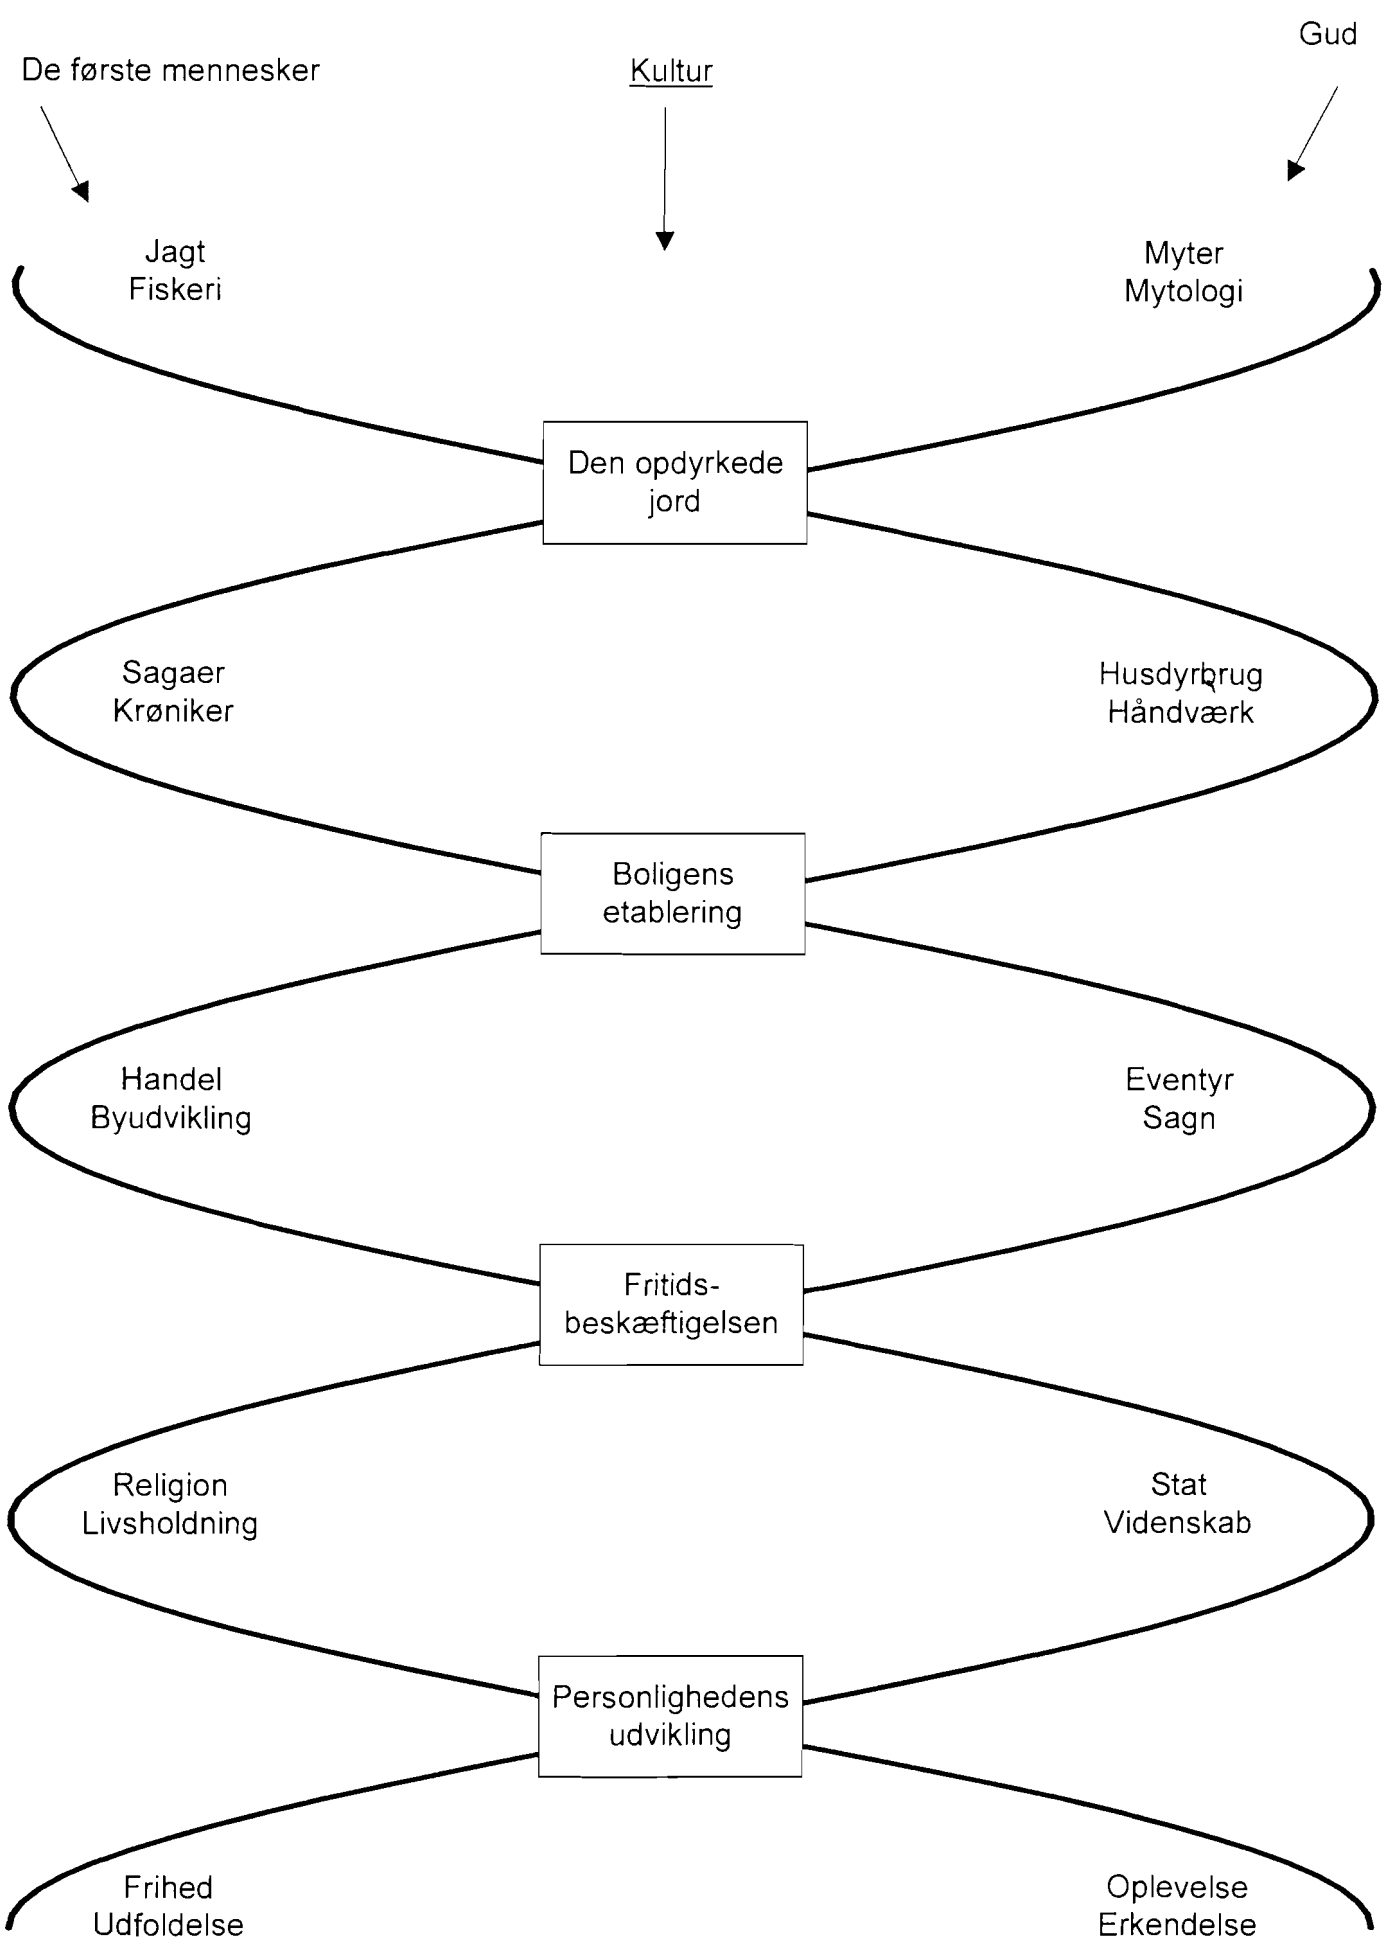 De første mennesker
Kultur
Gud
Jagt
Fiskeri
Myter
Mytologi
Den opdyrkede
jord
Sagaer
Krøniker
Husdyrbrug
Håndværk
Boligens
etablering
Handel
Byudvikling
Eventyr
Sagn
Fritids-
beskæftigelsen
Religion
Livsholdning
Stat
Videnskab
Personlighedens
udvikling
Frihed
Udfoldelse
Oplevelse
Erkendelse